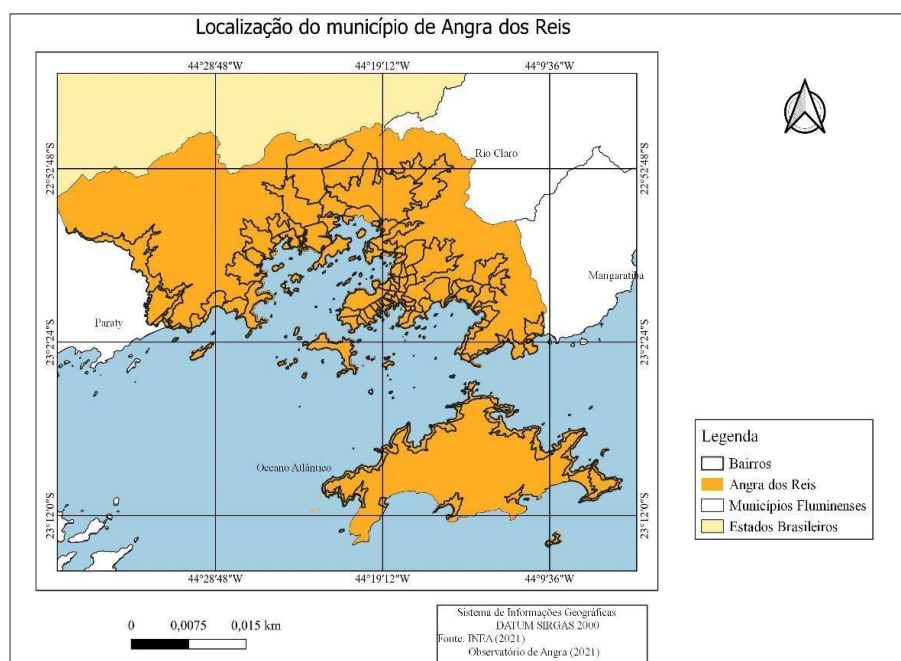 Localização do município de Angra dos Reis
44°28'48"W 44°19'12"W 44°9'36"W
22°52'48"S
22°52'48"S
Rio Claro
Mangaratiba
Paraty
23°2'24"S
23°2'24"S
Oceano Atlântico
23°12'0"S
23°12'0"S
44°28'48"W 44°19'12"W 44°9'36"W
Legenda
Bairros
Angra dos Reis
Municípios Fluminenses
Estados Brasileiros
0 0,0075 0,015 km
Sistema de Informações Geográficas
DATUM SIRGAS 2000
Fonte: INEA (2021)
Observatório de Angra (2021)